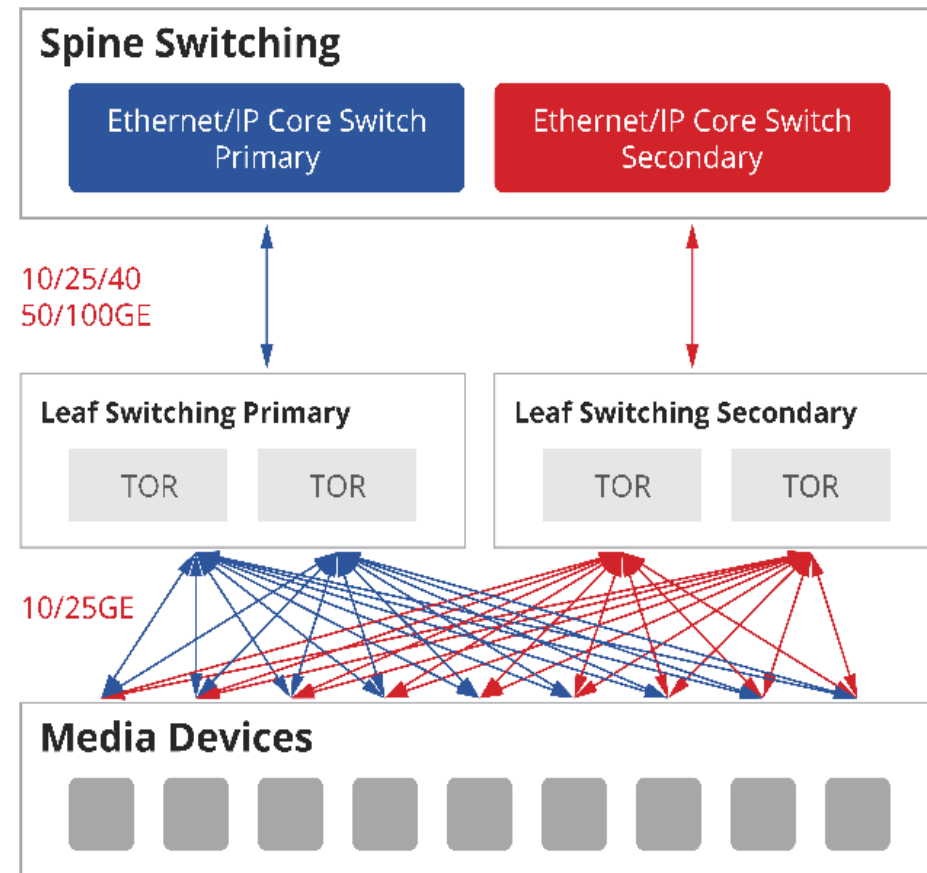 Spine Switching
Ethernet/IP Core Switch
Primary
Ethernet/IP Core Switch
Secondary
10/25/40
50/100GE
Leaf Switching Primary
TOR
TOR
Leaf Switching Secondary
TOR
TOR
10/25GE
Media Devices